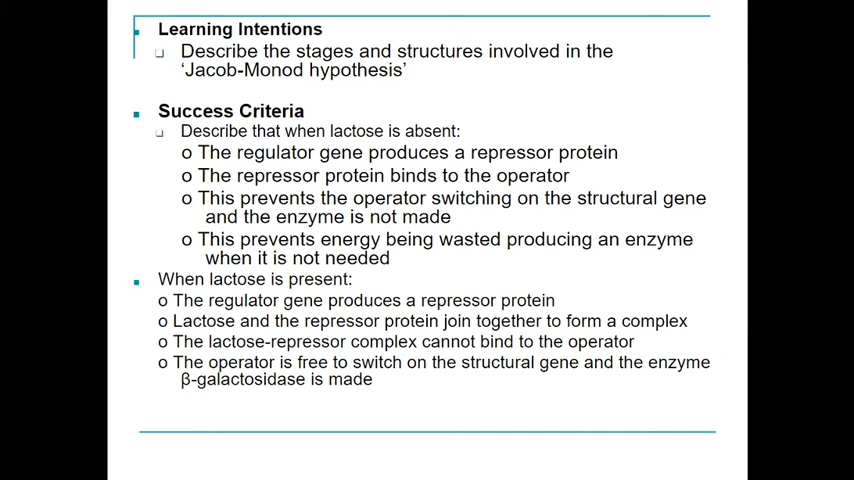 Learning Intentions
Describe the stages and structures involved in the
‘Jacob-Monod hypothesis’
Success Criteria
Describe that when lactose is absent:
o The regulator gene produces a repressor protein
o The repressor protein binds to the operator
o This prevents the operator switching on the structural gene
and the enzyme is not made
o This prevents energy being wasted producing an enzyme
when it is not needed
When lactose is present:
o The regulator gene produces a repressor protein
o Lactose and the repressor protein join together to form a complex
o The lactose-repressor complex cannot bind to the operator
o The operator is free to switch on the structural gene and the enzyme
β-galactosidase is made